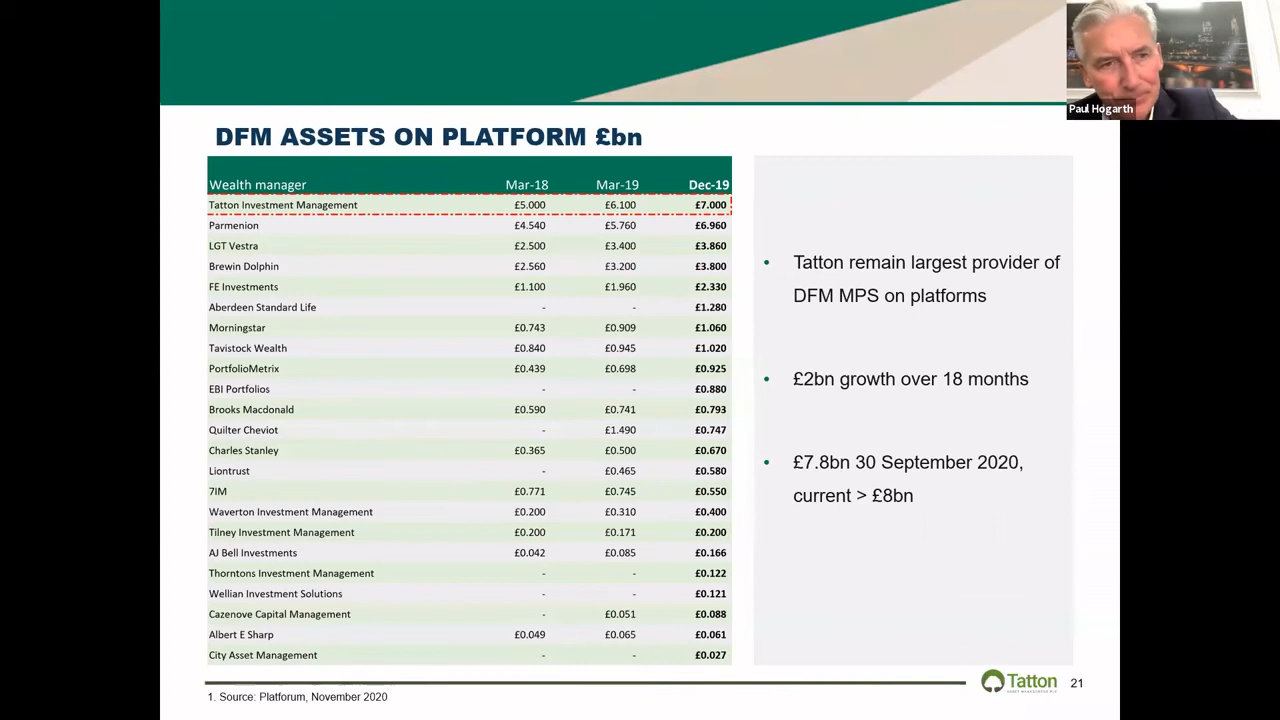 Paul Hogarth
DFM ASSETS ON PLATFORM £bn
Wealth manager Mar-18 Mar-19 Dec-19
Tatton Investment Management £5.000 £6.100 £7.000
Parmenion £4.540 £5.760 £6.960
LGT Vestra £2.500 £3.400 £3.860
Brewin Dolphin £2.560 £3.200 £3.800
FE Investments £1.100 £1.960 £2.330
Aberdeen Standard Life - - £1.280
Morningstar £0.743 £0.909 £1.060
Tavistock Wealth £0.840 £0.945 £1.020
PortfolioMetrix £0.439 £0.698 £0.925
EBI Portfolios - - £0.880
Brooks Macdonald £0.590 £0.741 £0.793
Quilter Cheviot - £1.490 £0.747
Charles Stanley £0.365 £0.500 £0.670
Liontrust - £0.465 £0.580
7IM £0.771 £0.745 £0.550
Waverton Investment Management £0.200 £0.310 £0.400
Tilney Investment Management £0.200 £0.171 £0.200
AJ Bell Investments £0.042 £0.085 £0.166
Thorntons Investment Management - - £0.122
Wellian Investment Solutions - - £0.121
Cazenove Capital Management - £0.051 £0.088
Albert E Sharp £0.049 £0.065 £0.061
City Asset Management - - £0.027
• Tatton remain largest provider of
DFM MPS on platforms
• £2bn growth over 18 months
• £7.8bn 30 September 2020,
current > £8bn
1. Source: Platforum, November 2020
Tatton
ASSET MANAGEMENT PLC
21